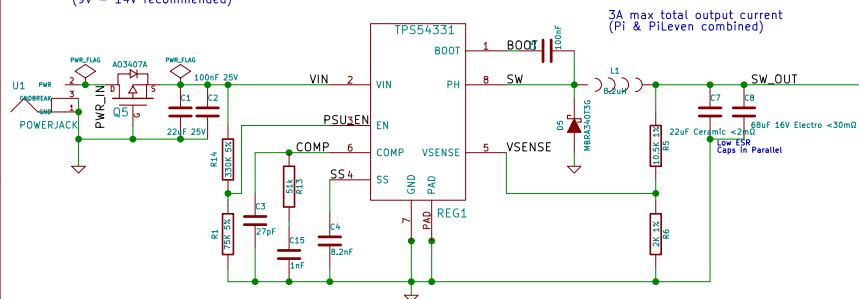 (9V - 14V recommended)
3A max total output current
(Pi & PiLeven combined)
TPS54331
PWR_FLAG
AO3407A
PWR_FLAG
U1
PWR
2
GNDBREAK
3
GND
1
POWERJACK
PWR_IN
D
S
G
Q5
100nF 25V
C1
C2
22uF 25V
VIN
2
VIN
BOOT
1
BOOT
100nF
PH
8
SW
L1
8.2uH
SW_OUT
D5
MBRA340T3G
C7
C8
22uF Ceramic <2mΩ
68uF 16V Electro <30mΩ
Low ESR
Caps in Parallel
10.5K 1%
R5
PSU_EN
3
EN
COMP
6
COMP
VSENSE
5
VSENSE
SS
4
SS
GND
PAD
7
PAD
REG1
330K 5%
R14
75K 5%
R1
51k
R13
C3
27pF
C15
1nF
C4
8.2nF
2K 1%
R6